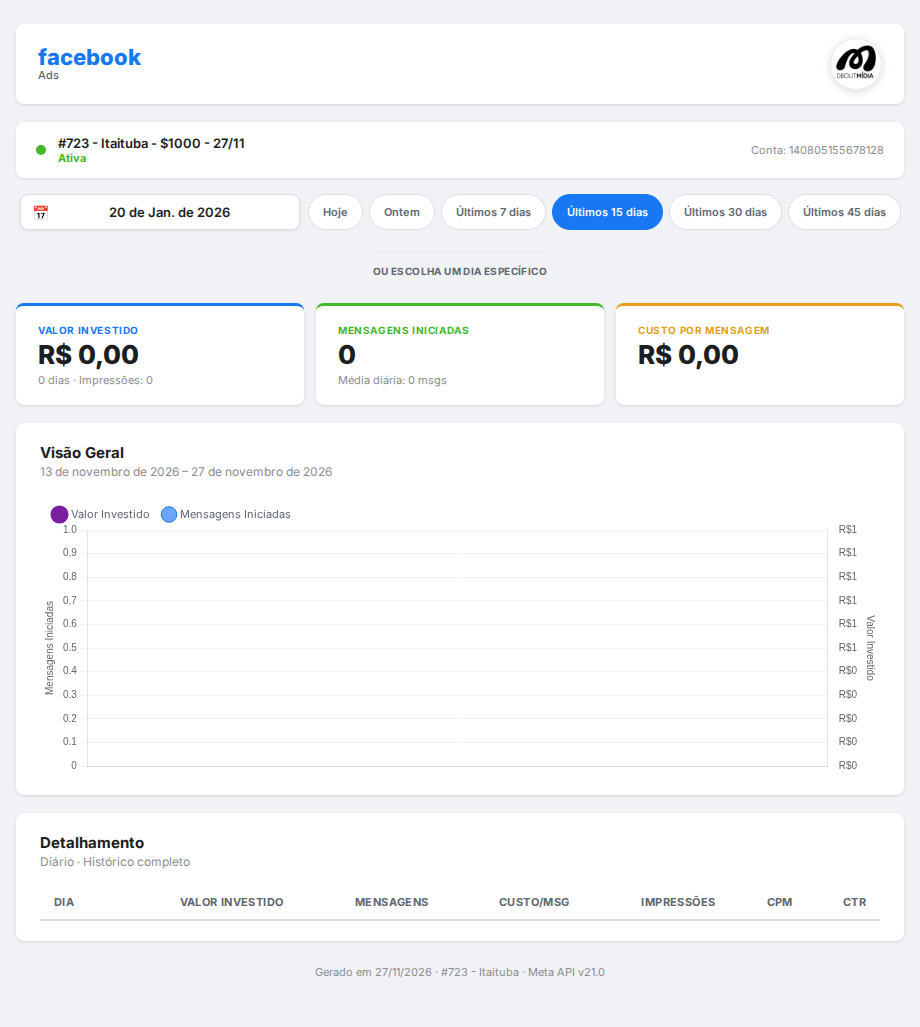 facebook
Ads
DBOUTMÍDIA
#723 - Itaituba - $1000 - 27/11
Ativa
Conta: 140805155678128
20 de Jan. de 2026
Hoje
Ontem
Últimos 7 dias
Últimos 15 dias
Últimos 30 dias
Últimos 45 dias
OU ESCOLHA UM DIA ESPECÍFICO
VALOR INVESTIDO
R$ 0,00
0 dias · Impressões: 0
MENSAGENS INICIADAS
0
Média diária: 0 msgs
CUSTO POR MENSAGEM
R$ 0,00
Visão Geral
13 de novembro de 2026 – 27 de novembro de 2026
Valor Investido
Mensagens Iniciadas
1.0 R$1
0.9 R$1
0.8 R$1
0.7 R$1
0.6 R$1
0.5 R$1
0.4 R$0
0.3 R$0
0.2 R$0
0.1 R$0
0 R$0
Mensagens Iniciadas
Valor Investido
Detalhamento
Diário · Histórico completo
DIA VALOR INVESTIDO MENSAGENS CUSTO/MSG IMPRESSÕES CPM CTR
Gerado em 27/11/2026 · #723 - Itaituba · Meta API v21.0